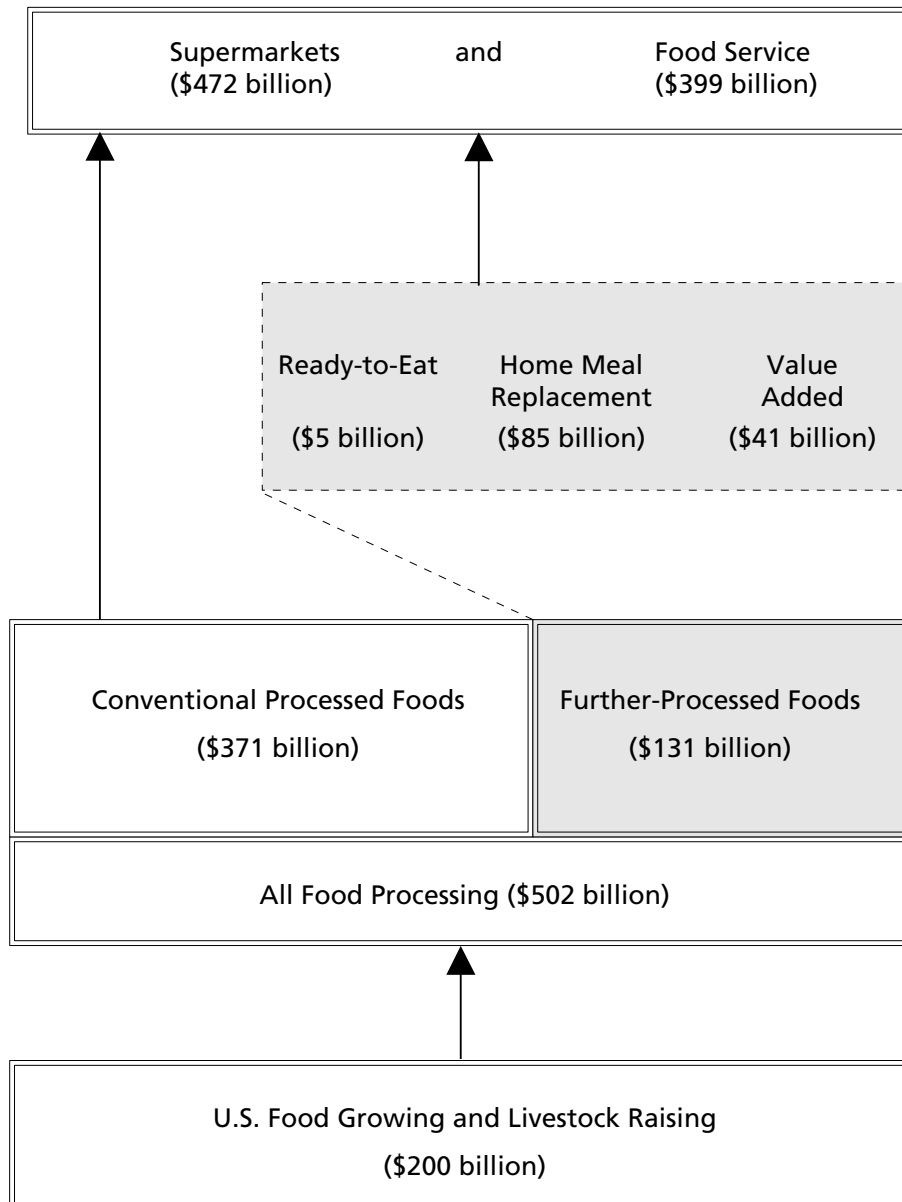 Supermarkets and Food Service
($472 billion) ($399 billion)
Ready-to-Eat
($5 billion)
Home Meal
Replacement
($85 billion)
Value
Added
($41 billion)
Conventional Processed Foods
($371 billion)
Further-Processed Foods
($131 billion)
All Food Processing ($502 billion)
U.S. Food Growing and Livestock Raising
($200 billion)